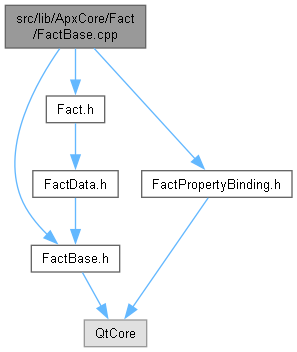 src/lib/ApxCore/Fact
/FactBase.cpp
Fact.h
FactData.h
FactPropertyBinding.h
FactBase.h
QtCore